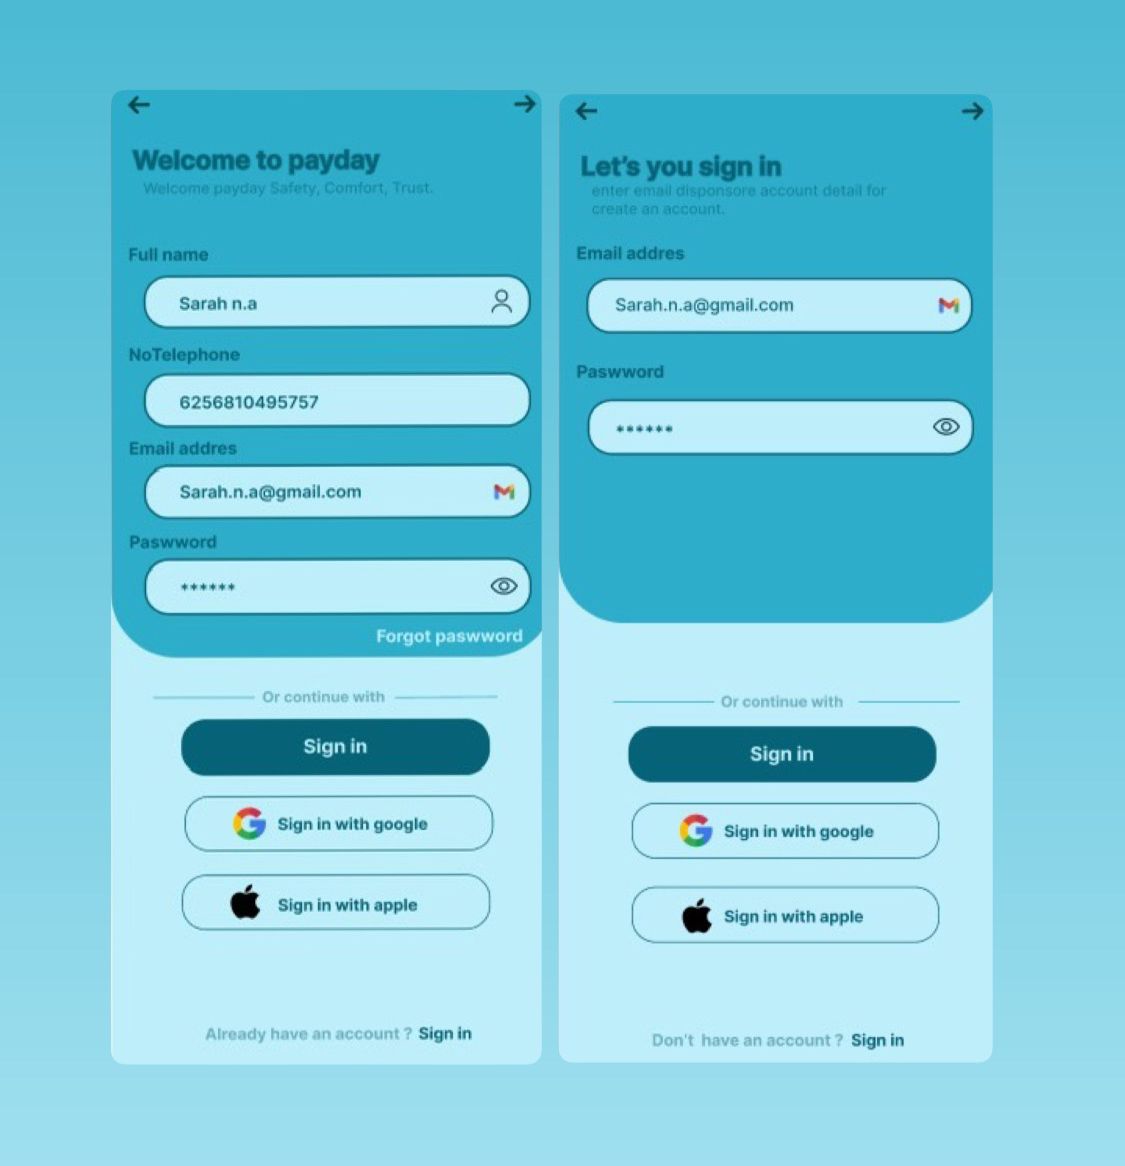 Welcome to payday
Welcome payday Safety, Comfort, Trust.
Full name
Sarah n.a
NoTelephone
6256810495757
Email addres
Sarah.n.a@gmail.com
Paswword
******
Forgot paswword
Or continue with
Sign in
Sign in with google
Sign in with apple
Already have an account ? Sign in
Let's you sign in
enter email disponsore account detail for
create an account.
Email addres
Sarah.n.a@gmail.com
Paswword
******
Or continue with
Sign in
Sign in with google
Sign in with apple
Don't have an account ? Sign in